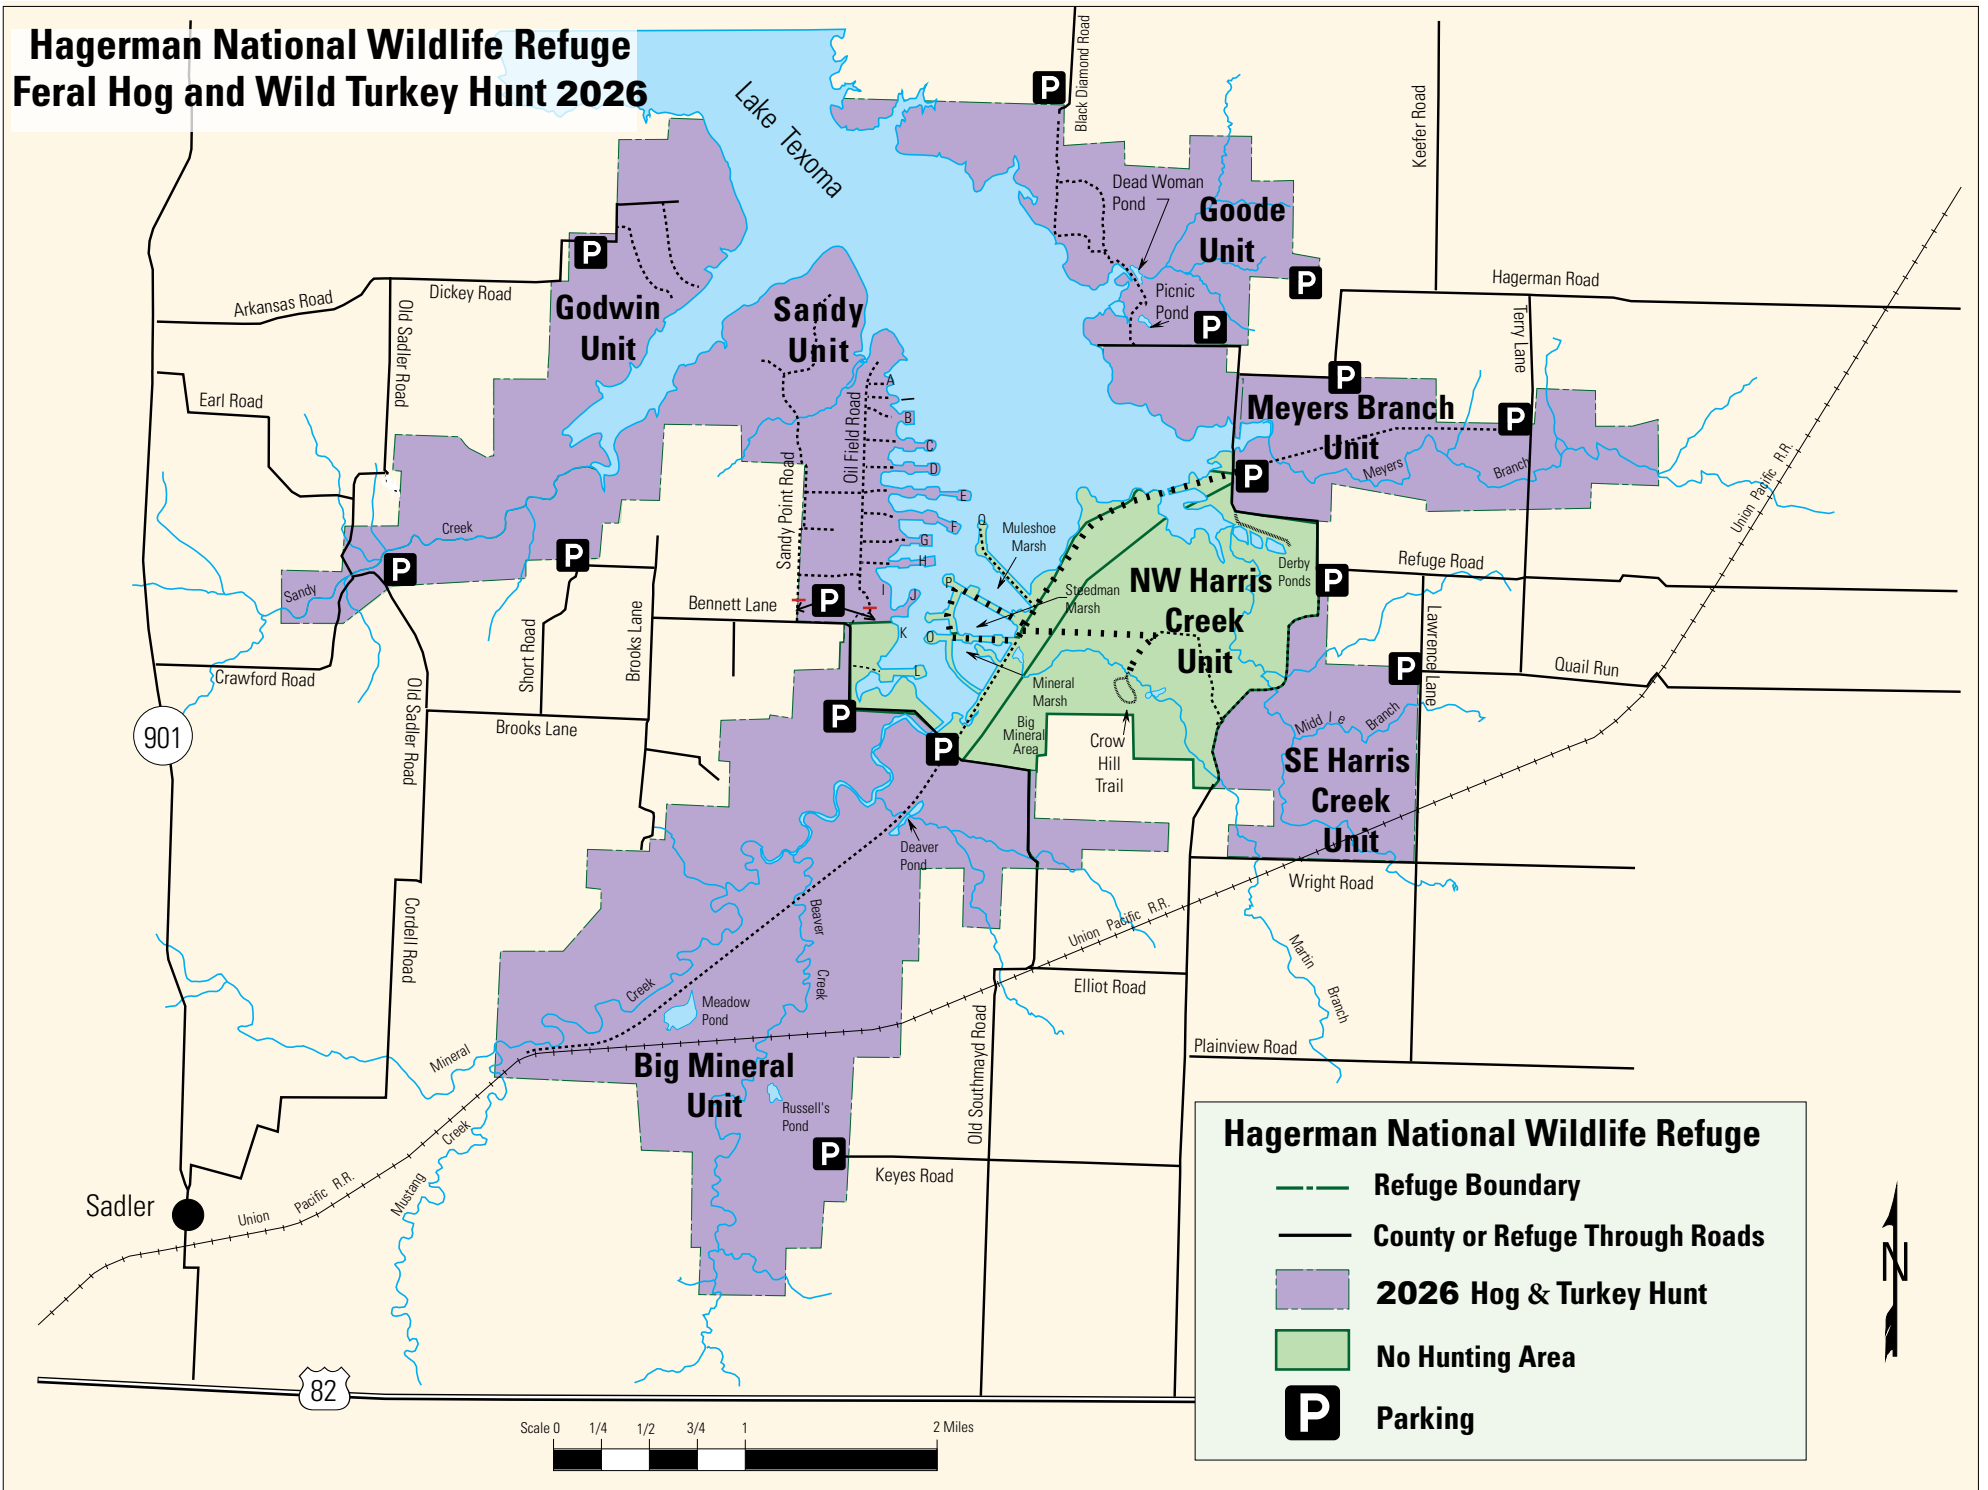 Hagerman National Wildlife Refuge
Feral Hog and Wild Turkey Hunt 2026
Lake Texoma
Black Diamond Road
Keefer Road
P
Dead Woman
Pond
Goode
Unit
P
P
Godwin
Unit
Sandy
Unit
Picnic
Pond
P
P
Hagerman Road
Terry Lane
Arkansas Road
Dickey Road
Old Sadler Road
Earl Road
Oil Field Road
Sandy Point Road
A
B
C
D
E
F
G
H
I
J
K
L
O
P
Q
P
Meyers Branch
Unit
P
P
Meyers
Branch
Union Pacific R.R.
Creek
Sandy
P
P
Muleshoe
Marsh
Steedman
Marsh
Mineral
Marsh
Big
Mineral
Area
NW Harris
Creek
Unit
Derby
Ponds
P
Refuge Road
Bennett Lane
P
Short Road
Brooks Lane
Lawrence Lane
P
Quail Run
Crawford Road
Old Sadler Road
901
Brooks Lane
P
P
Crow
Hill
Trail
Middle
Branch
SE Harris
Creek
Unit
Deaver
Pond
Wright Road
Cordell Road
Beaver
Creek
Union Pacific R.R.
Martin
Branch
Creek
Meadow
Pond
Elliot Road
Old Southmayd Road
Mineral
Big Mineral
Unit
Plainview Road
Russell's
Pond
Creek
Mustang
P
Keyes Road
Sadler
Union Pacific R.R.
82
Scale 0 1/4 1/2 3/4 1 2 Miles
Hagerman National Wildlife Refuge
Refuge Boundary
County or Refuge Through Roads
2026 Hog & Turkey Hunt
No Hunting Area
P Parking
N